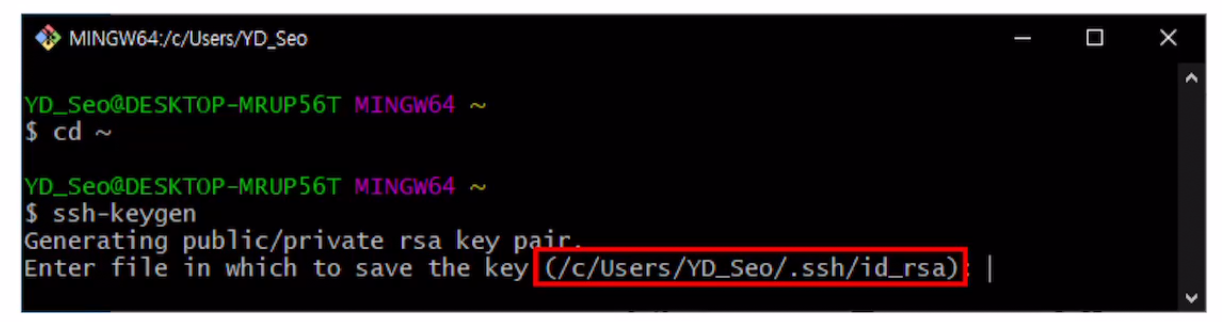 MINGW64:/c/Users/YD_Seo
YD_Seo@DESKTOP-MRUP56T MINGW64 ~
$ cd ~
YD_Seo@DESKTOP-MRUP56T MINGW64 ~
$ ssh-keygen
Generating public/private rsa key pair.
Enter file in which to save the key (/c/Users/YD_Seo/.ssh/id_rsa):